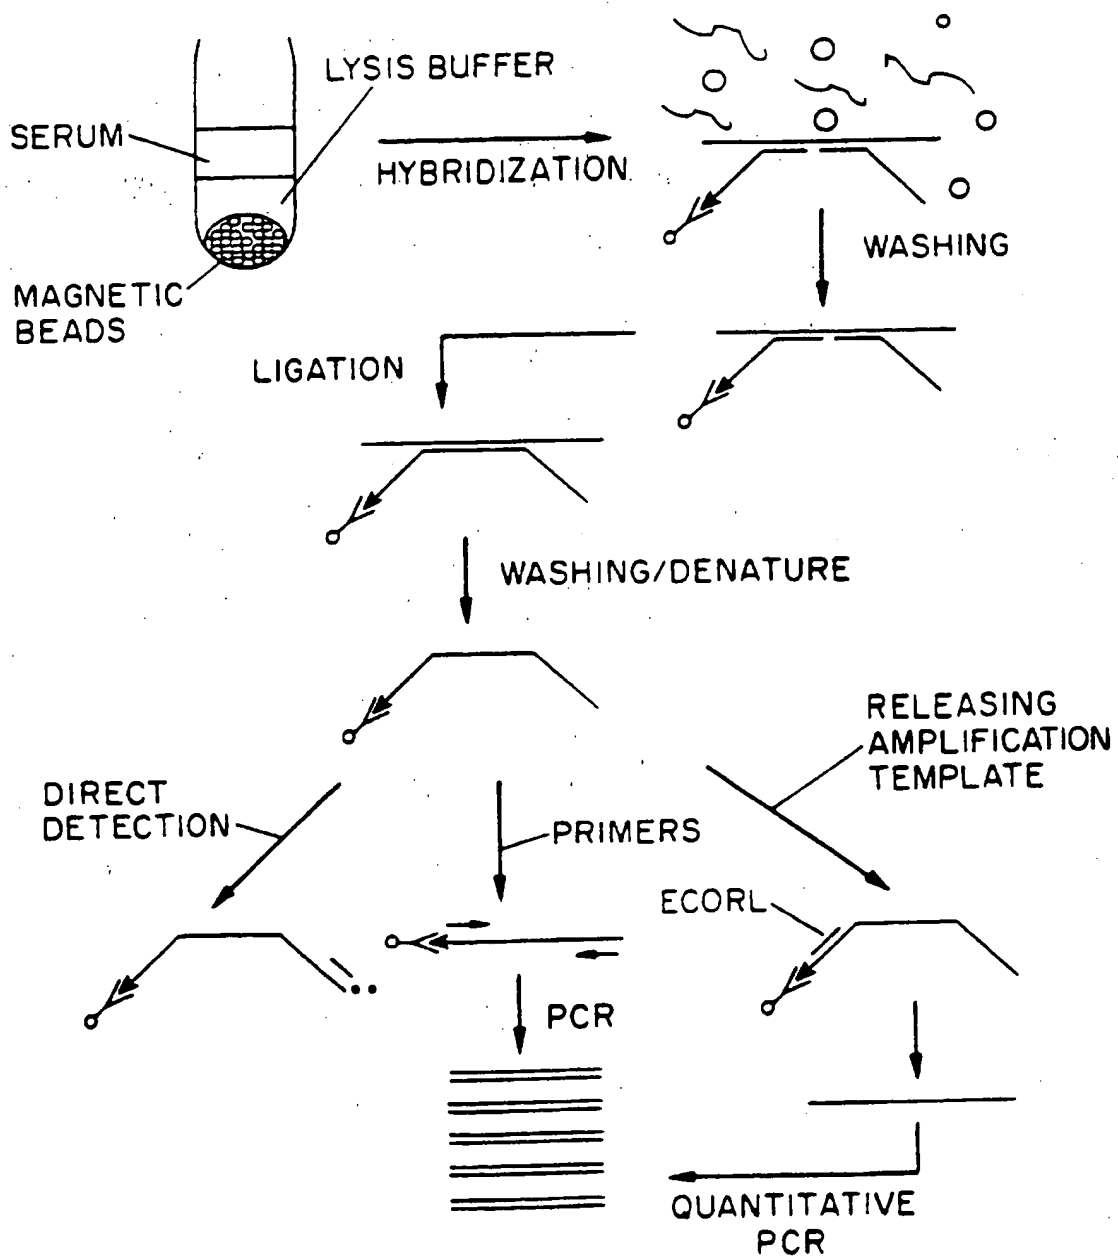 LYSIS BUFFER
SERUM
HYBRIDIZATION
MAGNETIC
BEADS
WASHING
LIGATION
WASHING/DENATURE
RELEASING
AMPLIFICATION
TEMPLATE
DIRECT
DETECTION
PRIMERS
ECORL
PCR
QUANTITATIVE
PCR